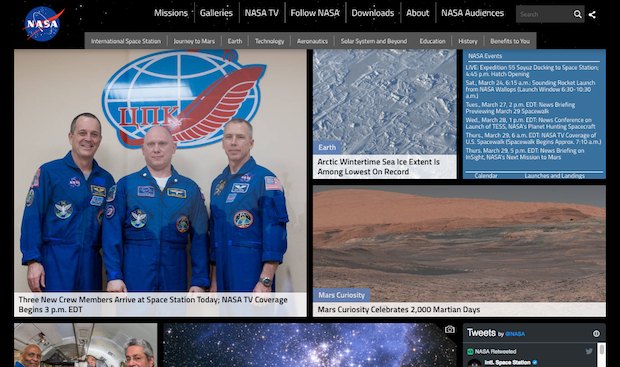 NASA
Missions Galleries NASA TV Follow NASA Downloads About NASA Audiences
Search
International Space Station Journey to Mars Earth Technology Aeronautics Solar System and Beyond Education History Benefits to You
ЦПК
Three New Crew Members Arrive at Space Station Today; NASA TV Coverage
Begins 3 p.m. EDT
Earth
Arctic Wintertime Sea Ice Extent Is
Among Lowest On Record
NASA Events
LIVE: Expedition 55 Soyuz Docking to Space Station;
4:45 p.m. Hatch Opening
Sat., March 24, 6:15 a.m.: Sounding Rocket Launch
from NASA Wallops (Launch Window 6:30-10:30
a.m.)
Tues., March 27, 2 p.m. EDT: News Briefing
Previewing March 29 Spacewalk
Wed., March 28, 1 p.m. EDT: News Conference on
Launch of TESS, NASA's Planet Hunting Spacecraft
Thurs., March 29, 6 a.m. EDT: NASA TV Coverage of
U.S. Spacewalk (Spacewalk Begins Approx. 7:10 a.m.)
Thurs. March 29, 5 p.m. EDT: News Briefing on
InSight, NASA's Next Mission to Mars
Calendar Launches and Landings
Mars Curiosity
Mars Curiosity Celebrates 2,000 Martian Days
Tweets by @NASA
NASA Retweeted
Intl. Space Station